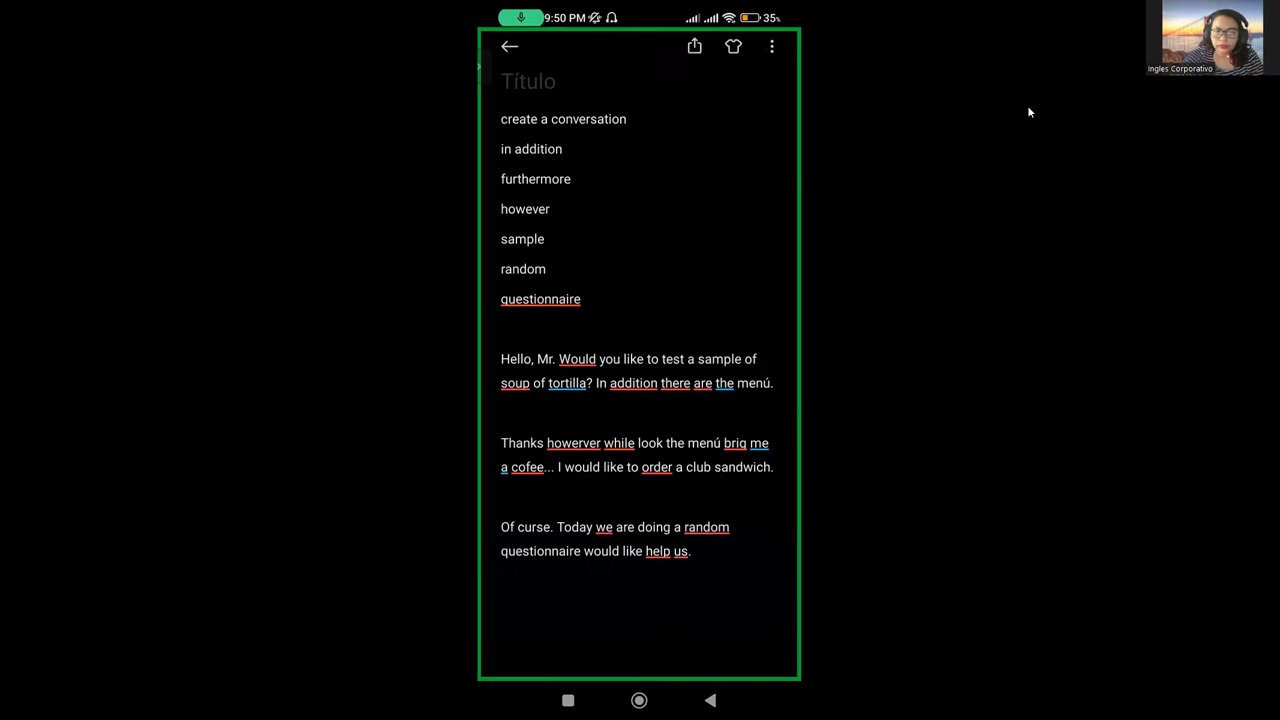 9:50 PM 35%
Título
create a conversation
in addition
furthermore
however
sample
random
questionnaire
Hello, Mr. Would you like to test a sample of
soup of tortilla? In addition there are the menú.
Thanks howerver while look the menú briq me
a cofee... I would like to order a club sandwich.
Of curse. Today we are doing a random
questionnaire would like help us.
Ingles Corporativo